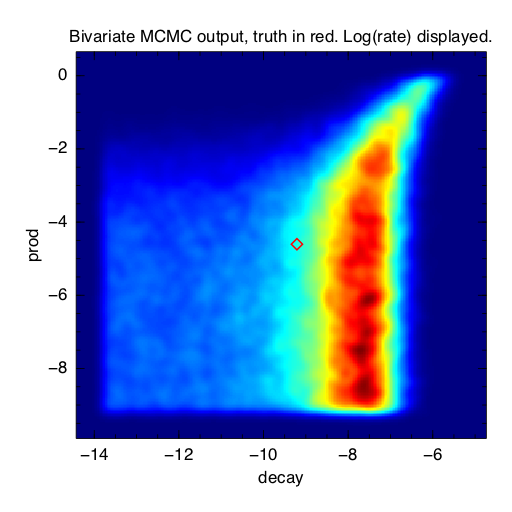 Bivariate MCMC output, truth in red. Log(rate) displayed.
0
−2
−4
−6
−8
prod
−14 −12 −10 −8 −6
decay